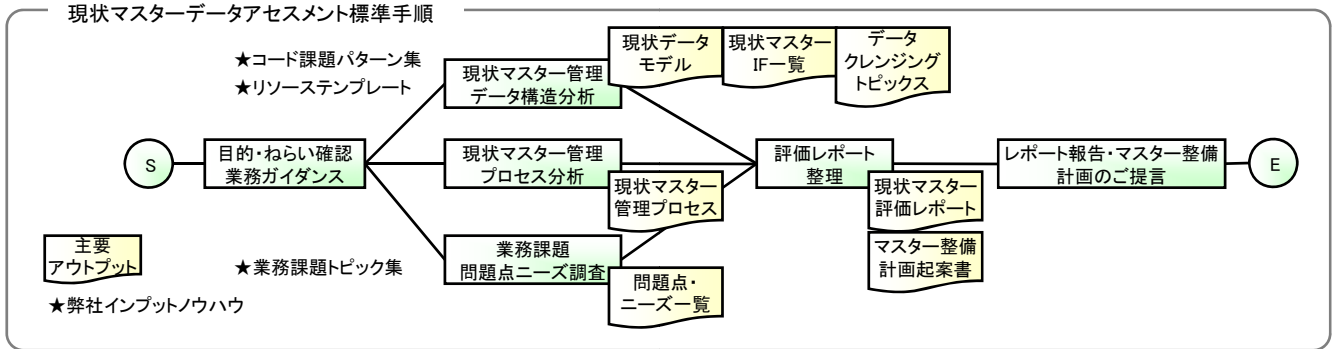 現状マスターデータアセスメント標準手順
★コード課題パターン集
★リソーステンプレート
現状マスター管理
データ構造分析
現状データ
モデル
現状マスター
IF一覧
データ
クレンジング
トピックス
S
目的・ねらい確認
業務ガイダンス
現状マスター管理
プロセス分析
現状マスター
管理プロセス
評価レポート
整理
現状マスター
評価レポート
マスター整備
計画起案書
レポート報告・マスター整備
計画のご提言
E
主要
アウトプット
★業務課題トピック集
業務課題
問題点ニーズ調査
問題点・
ニーズ一覧
★弊社インプットノウハウ